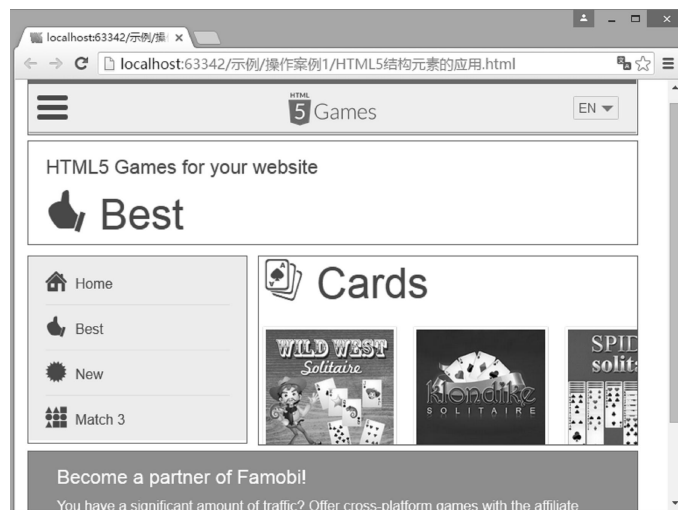 localhost:63342/示例/操
localhost:63342/示例/操作案例1/HTML5结构元素的应用.html
HTML
5 Games
EN
HTML5 Games for your website
Best
Home
Best
New
Match 3
A
Cards
WILD WEST
Solitaire
klondike
SOLITAIRE
SPID
solita
Become a partner of Famobi!
You have a significant amount of traffic? Offer cross-platform games with the affiliate